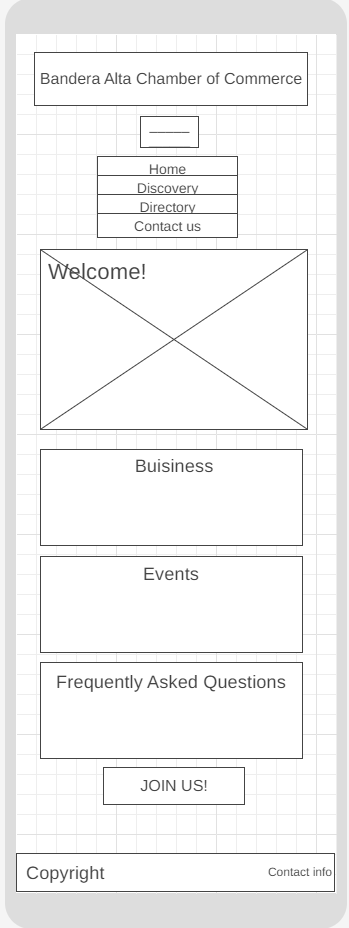 Bandera Alta Chamber of Commerce
Home
Discovery
Directory
Contact us
Welcome!
Buisiness
Events
Frequently Asked Questions
JOIN US!
Copyright
Contact info